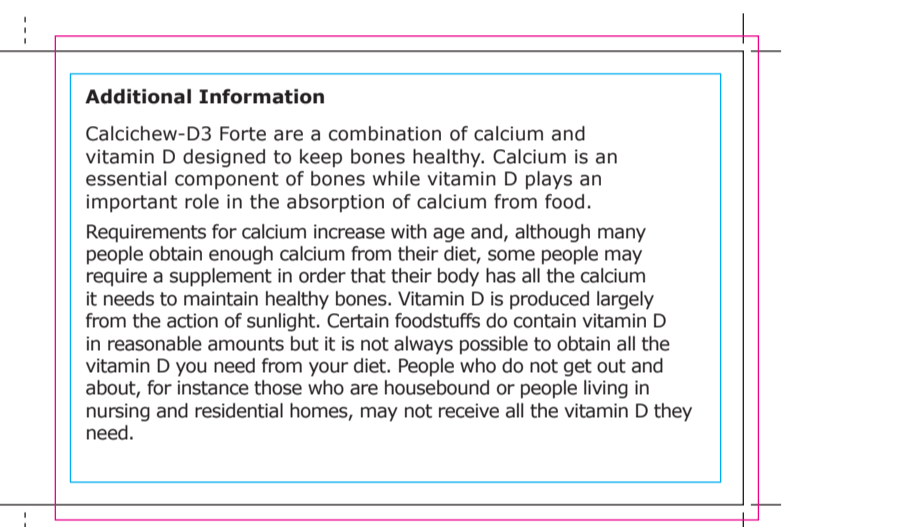 Additional Information
Calcichew-D3 Forte are a combination of calcium and
vitamin D designed to keep bones healthy. Calcium is an
essential component of bones while vitamin D plays an
important role in the absorption of calcium from food.
Requirements for calcium increase with age and, although many
people obtain enough calcium from their diet, some people may
require a supplement in order that their body has all the calcium
it needs to maintain healthy bones. Vitamin D is produced largely
from the action of sunlight. Certain foodstuffs do contain vitamin D
in reasonable amounts but it is not always possible to obtain all the
vitamin D you need from your diet. People who do not get out and
about, for instance those who are housebound or people living in
nursing and residential homes, may not receive all the vitamin D they
need.